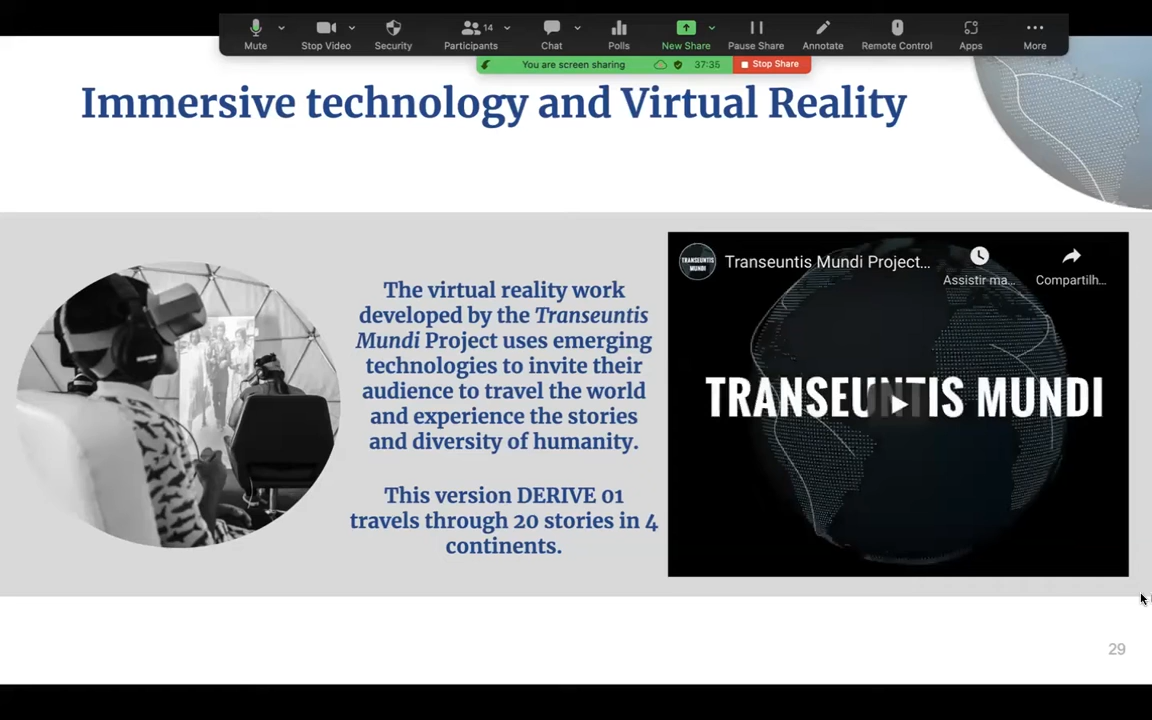 14
Mute
Stop Video
Security
Participants
Chat
Polls
New Share
Pause Share
Annotate
Remote Control
Apps
More
You are screen sharing
37:35
Stop Share
Immersive technology and Virtual Reality
The virtual reality work
developed by the Transeuntis
Mundi Project uses emerging
technologies to invite their
audience to travel the world
and experience the stories
and diversity of humanity.
This version DERIVE 01
travels through 20 stories in 4
continents.
TRANSEUNTIS
MUNDI
Transeuntis Mundi Project...
Assistir ma...
Compartilh...
TRANSEUNTIS MUNDI
29